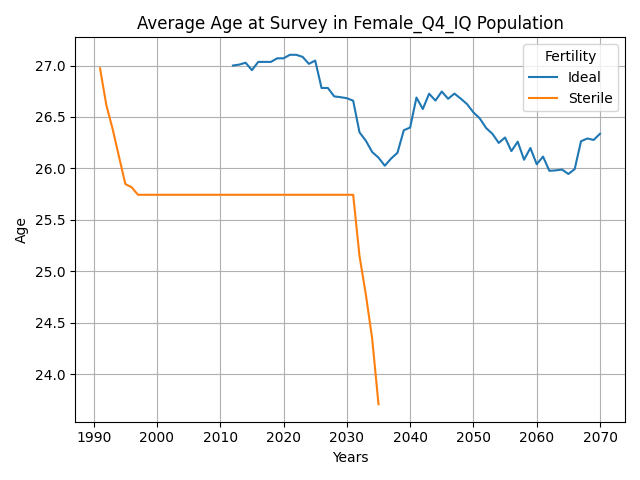 Average Age at Survey in Female_Q4_IQ Population
Fertility
Ideal
Sterile
27.0
26.5
26.0
25.5
25.0
24.5
24.0
Age
1990 2000 2010 2020 2030 2040 2050 2060 2070
Years